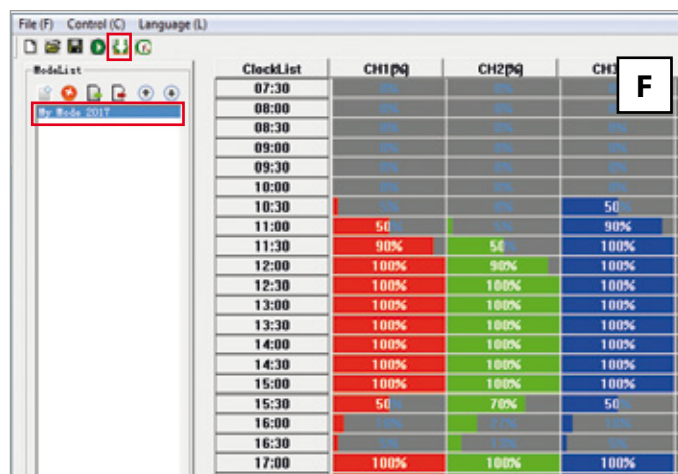 File (F) Control (C) Language (L)
ModeList
My Mode 2017
F
ClockList CH1[%] CH2[%]
07:30
08:00
08:30
09:00
09:30
10:00
10:30 50
11:00 50 90%
11:30 90% 50 100%
12:00 100% 90% 100%
12:30 100% 100% 100%
13:00 100% 100% 100%
13:30 100% 100% 100%
14:00 100% 100% 100%
14:30 100% 100% 100%
15:00 100% 100% 100%
15:30 50 70% 50
16:00
16:30
17:00 100% 100% 100%